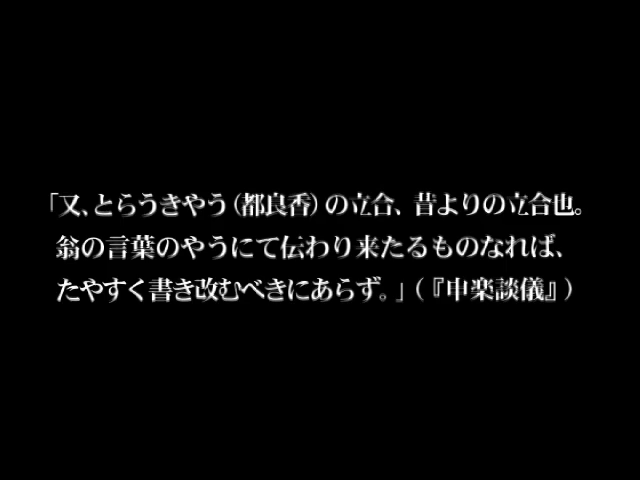 「又、とらうきやう（都良香）の立合、昔よりの立合也。
翁の言葉のやうにて伝わり来たるものなれば、
たやすく書き改むべきにあらず。」（『申楽談儀』）